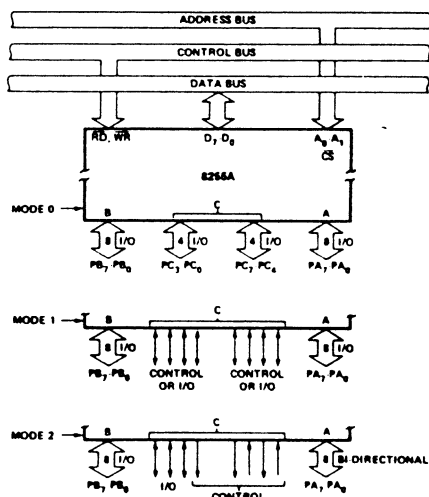 ADDRESS BUS
CONTROL BUS
DATA BUS
RD, WR D7-D0 A0-A1
CS
8255A
MODE 0 B C A
8 I/O 4 I/O 4 I/O 8 I/O
PB7-PB0 PC3-PC0 PC7-PC4 PA7-PA0
MODE 1 B C A
8 I/O 8 I/O
PB7-PB0 CONTROL OR I/O CONTROL OR I/O PA7-PA0
MODE 2 B C A
8 I/O 8 BI-DIRECTIONAL
PB7-PB0 I/O CONTROL PA7-PA0